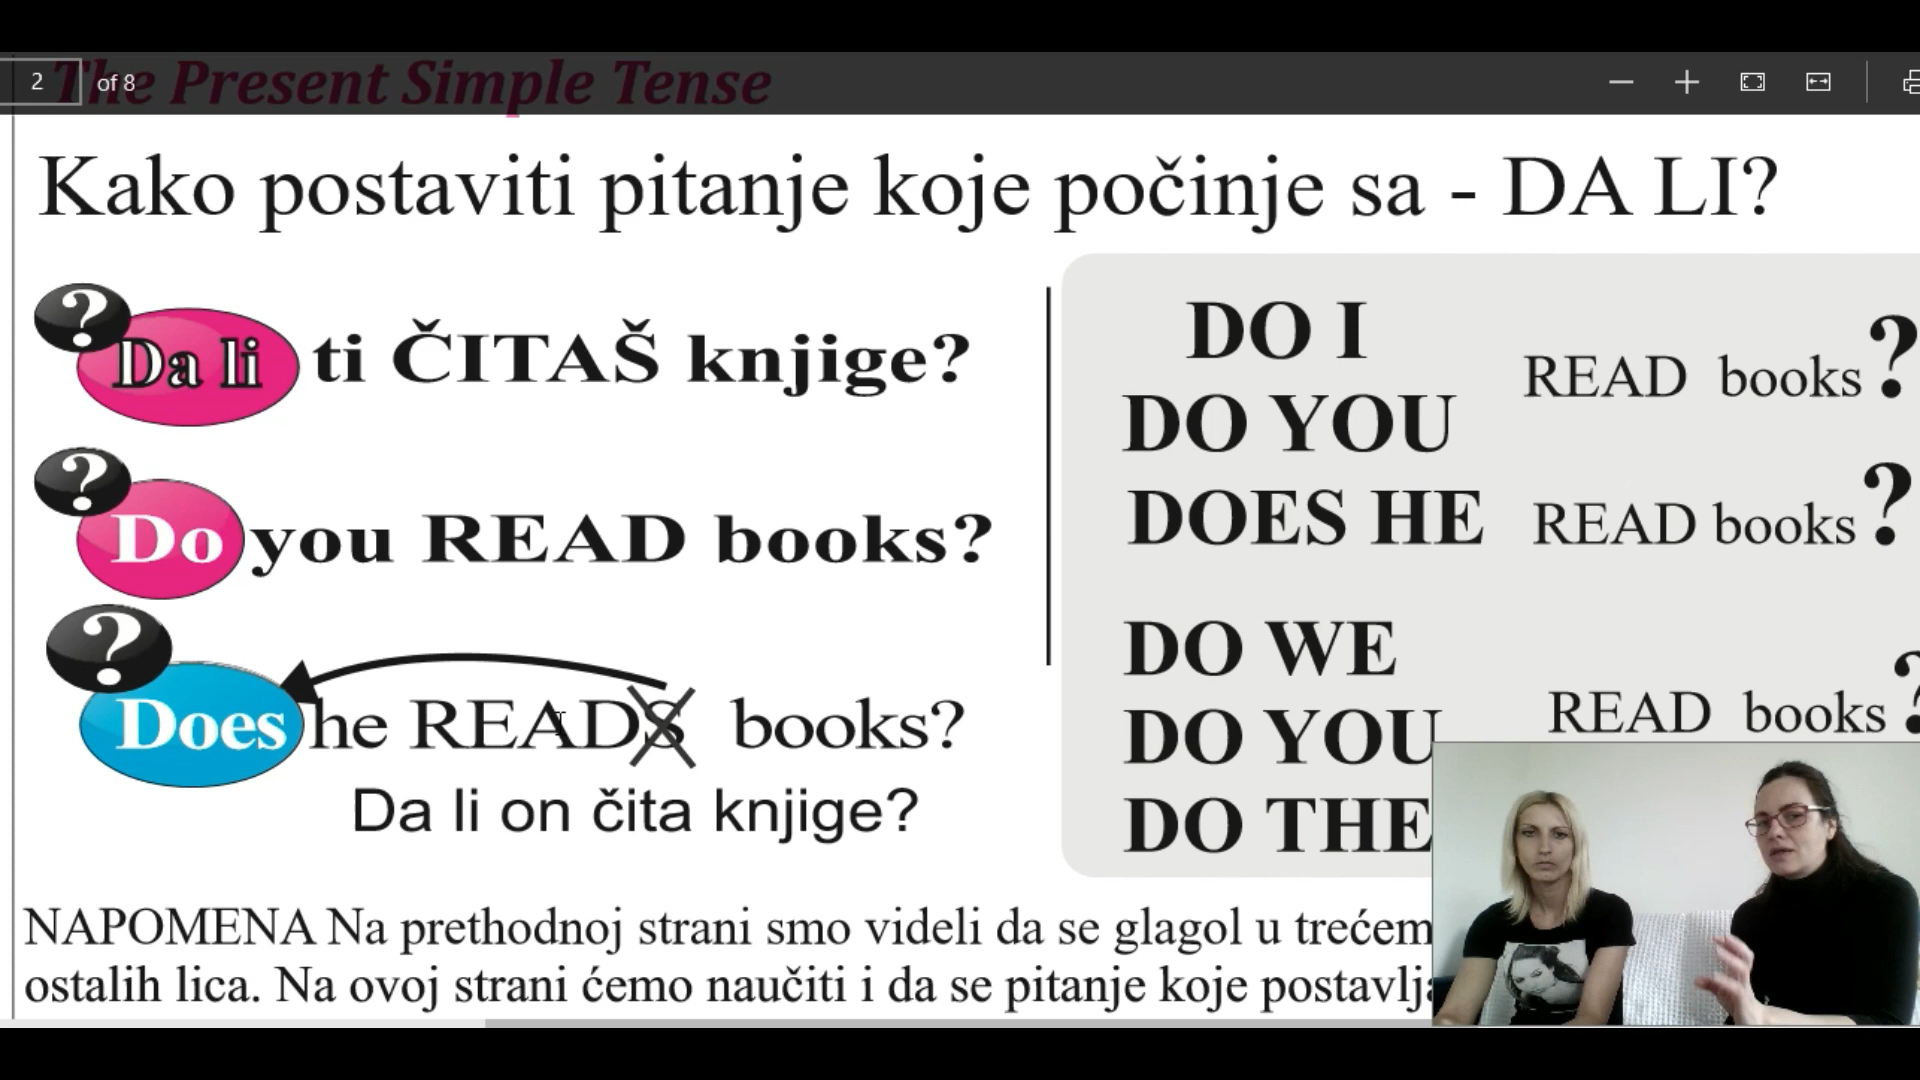 2 of 8
The Present Simple Tense
Kako postaviti pitanje koje počinje sa - DA LI?
? Da li ti ČITAŠ knjige?
? Do you READ books?
? Does he READS books?
Da li on čita knjige?
DO I
DO YOU
READ books?
DOES HE READ books?
DO WE
DO YOU
DO THE
READ books?
NAPOMENA Na prethodnoj strani smo videli da se glagol u trećem
ostalih lica. Na ovoj strani ćemo naučiti i da se pitanje koje